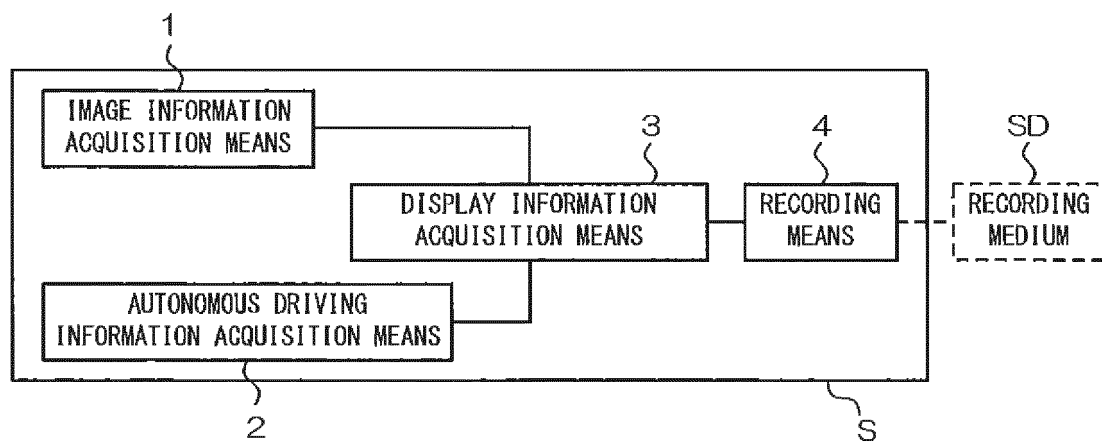 1
IMAGE INFORMATION
ACQUISITION MEANS
3
4
SD
DISPLAY INFORMATION
ACQUISITION MEANS
RECORDING
MEANS
RECORDING
MEDIUM
AUTONOMOUS DRIVING
INFORMATION ACQUISITION MEANS
2
S